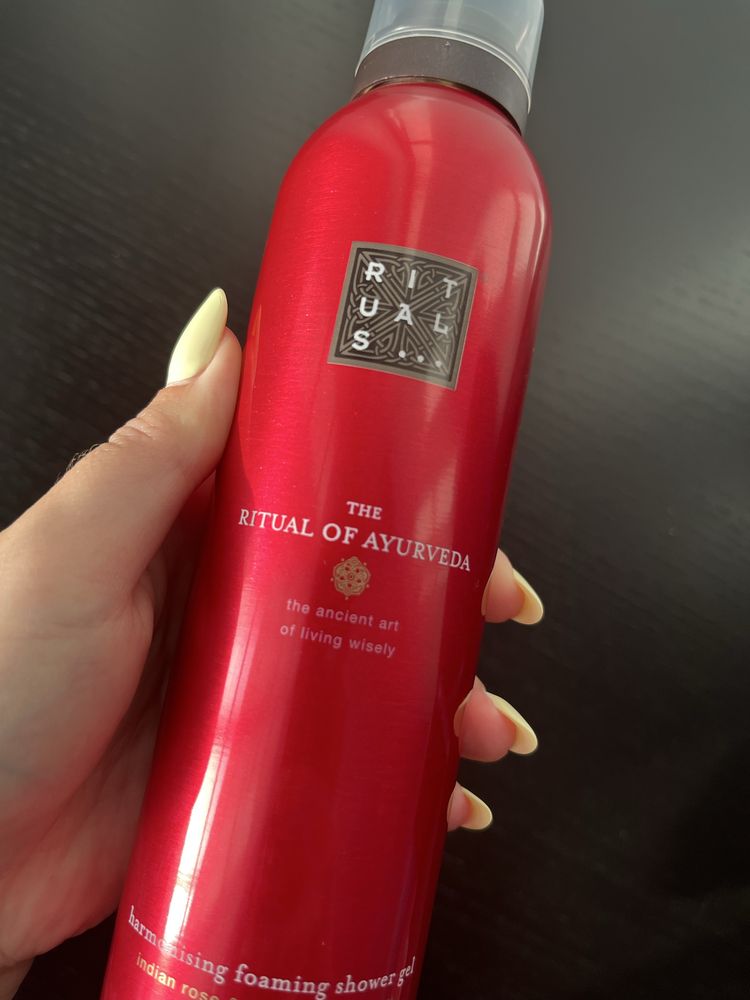 RIT
UAL
S...
THE
RITUAL OF AYURVEDA
the ancient art
of living wisely
harmonising foaming shower gel
indian rose